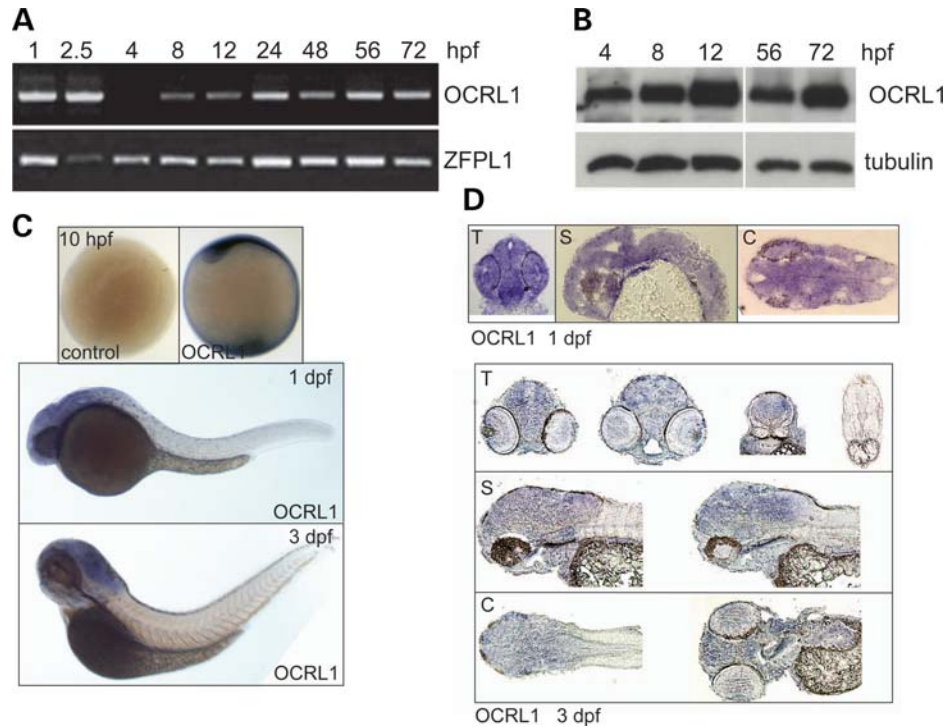 A
1 2.5 4 8 12 24 48 56 72 hpf
OCRL1
ZFPL1
B
4 8 12 56 72 hpf
OCRL1
tubulin
C
10 hpf
control
OCRL1
1 dpf
OCRL1
3 dpf
OCRL1
D
T S C
OCRL1 1 dpf
T
S
C
OCRL1 3 dpf